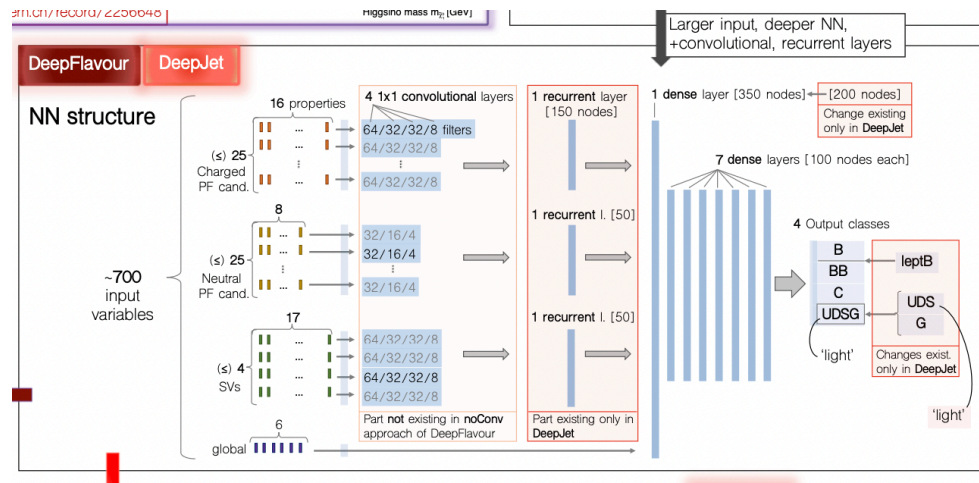 em.cn/record/2256648
Higgsino mass m [GeV]
Larger input, deeper NN,
+convolutional, recurrent layers
DeepFlavour
DeepJet
NN structure
~700
input
variables
16 properties
(≤) 25
Charged
PF cand.
...
...
...
4 1x1 convolutional layers
64/32/32/8 filters
64/32/32/8
64/32/32/8
1 recurrent layer
[150 nodes]
1 dense layer [350 nodes]
[200 nodes]
Change existing
only in DeepJet
7 dense layers [100 nodes each]
8
(≤) 25
Neutral
PF cand.
...
...
...
32/16/4
32/16/4
32/16/4
1 recurrent l. [50]
17
(≤) 4
SVs
...
...
...
...
64/32/32/8
64/32/32/8
64/32/32/8
64/32/32/8
1 recurrent l. [50]
Part not existing in noConv
approach of DeepFlavour
Part existing only in
DeepJet
6
global
4 Output classes
B
BB
C
UDSG
'light'
leptB
UDS
G
Changes exist.
only in DeepJet
'light'